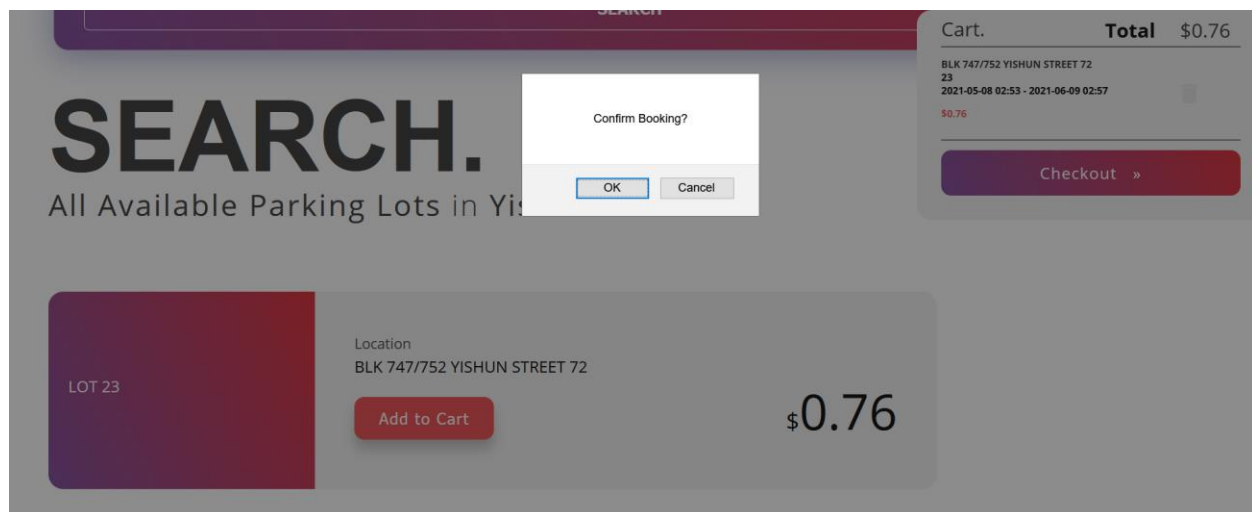 SEARCH
Cart. Total $0.76
BLK 747/752 YISHUN STREET 72
23
2021-05-08 02:53 - 2021-06-09 02:57
$0.76
Checkout »
Confirm Booking?
OK Cancel
SEARCH.
All Available Parking Lots in
LOT 23
Location
BLK 747/752 YISHUN STREET 72
Add to Cart
$0.76